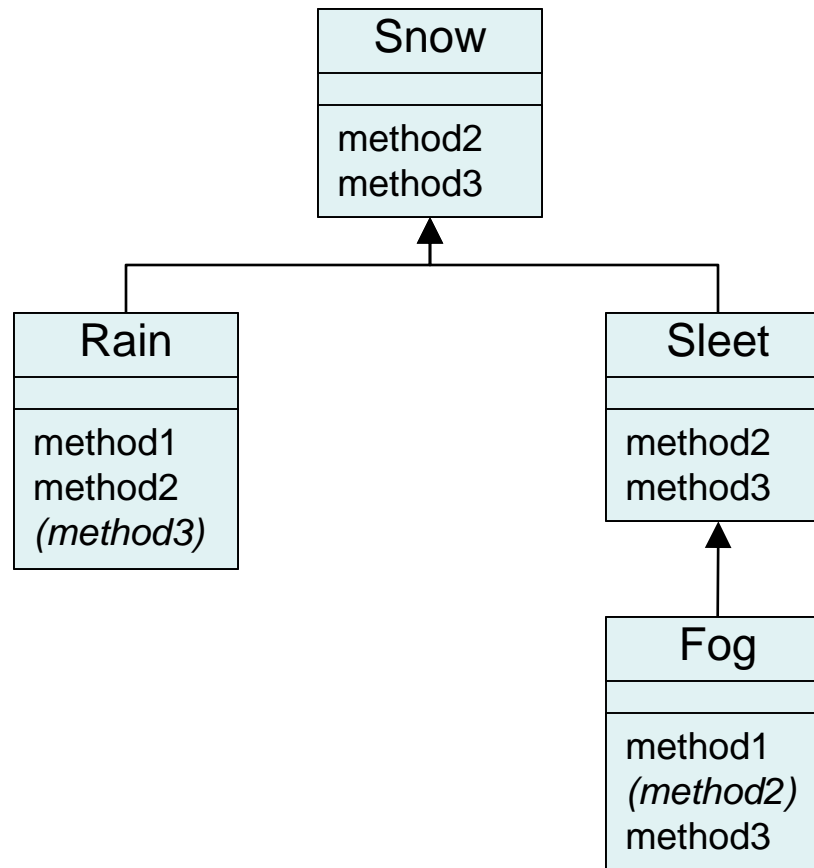 Snow
method2
method3
Rain
method1
method2
(method3)
Sleet
method2
method3
Fog
method1
(method2)
method3